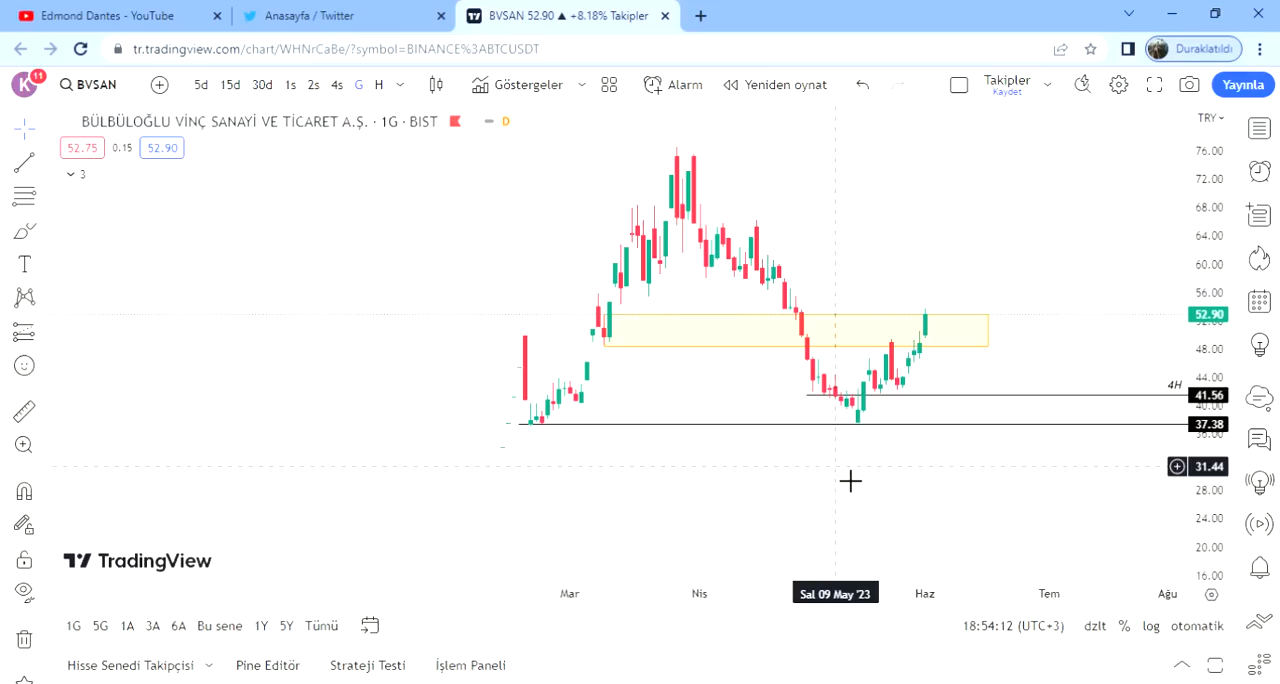 Edmond Dantes - YouTube
Anasayfa / Twitter
BVSAN 52.90 ▲ +8.18% Takipler
tr.tradingview.com/chart/WHNrCaBe/?symbol=BINANCE%3ABTCUSDT
Duraklatıldı
K
11
BVSAN
5d 15d 30d 1s 2s 4s G H
Göstergeler
Alarm
Yeniden oynat
Takipler
Kaydet
Yayınla
BÜLBÜLOĞLU VİNÇ SANAYİ VE TİCARET A.Ş. · 1G · BIST
D
TRY
52.75 0.15 52.90
3
76.00
72.00
68.00
64.00
60.00
56.00
52.90
52.00
48.00
44.00
4H
41.56
40.00
37.38
36.00
31.44
28.00
24.00
20.00
16.00
TradingView
Mar Nis Sal 09 May '23 Haz Tem Ağu
1G 5G 1A 3A 6A Bu sene 1Y 5Y Tümü
18:54:12 (UTC+3) dzlt % log otomatik
Hisse Senedi Takipçisi Pine Editör Strateji Testi İşlem Paneli